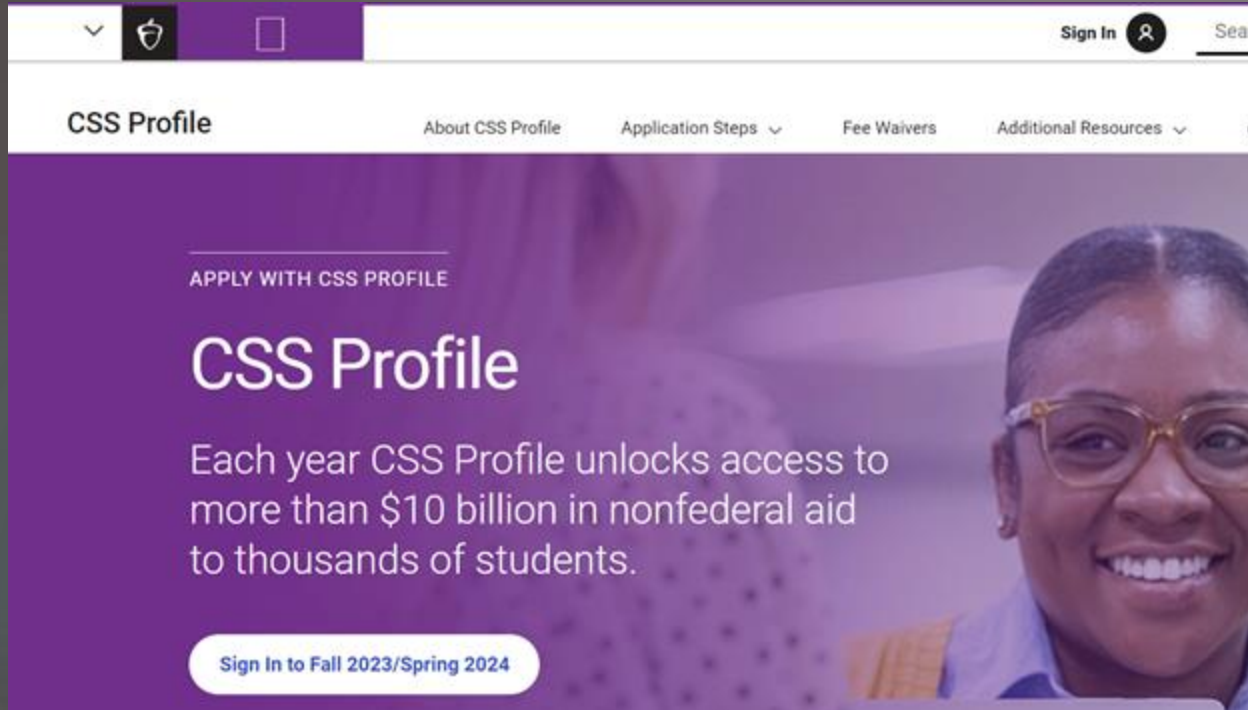 Sign In
Sea
CSS Profile
About CSS Profile
Application Steps
Fee Waivers
Additional Resources
APPLY WITH CSS PROFILE
CSS Profile
Each year CSS Profile unlocks access to
more than $10 billion in nonfederal aid
to thousands of students.
Sign In to Fall 2023/Spring 2024